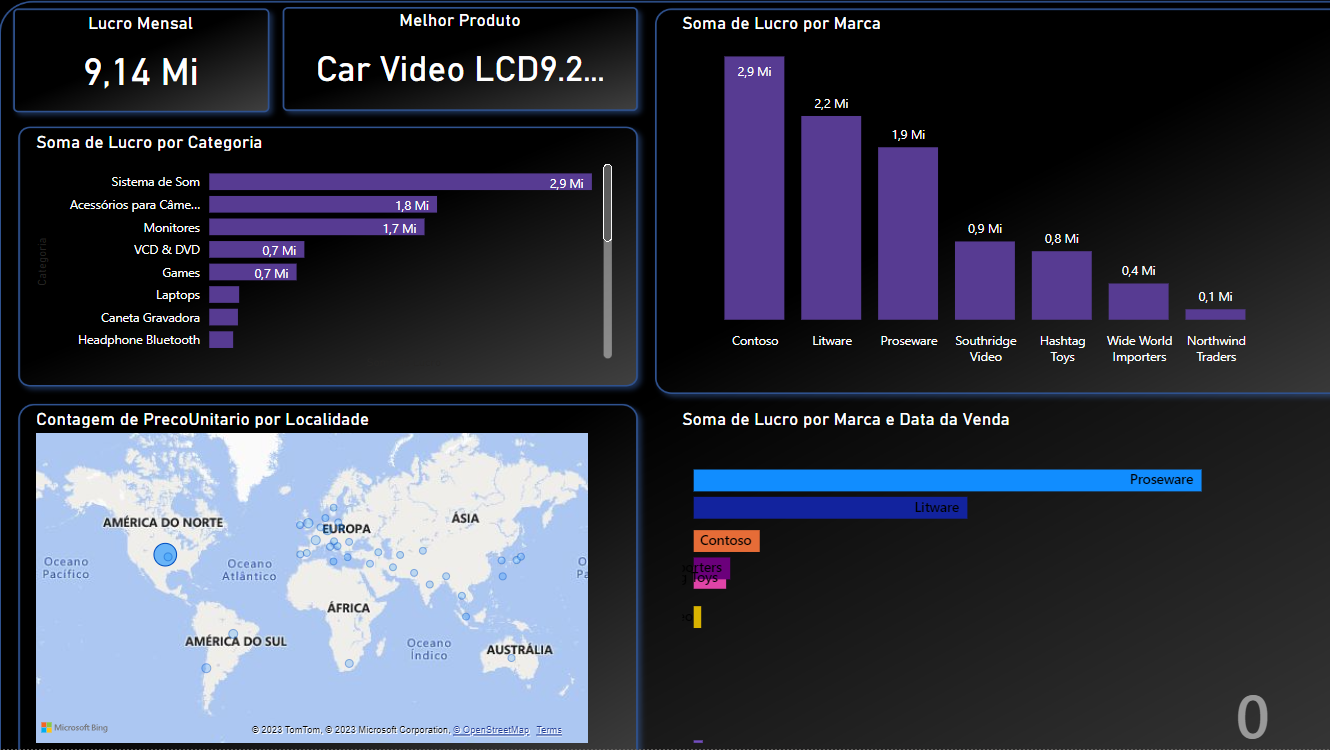 Lucro Mensal
9,14 Mi
Melhor Produto
Car Video LCD9.2...
Soma de Lucro por Categoria
Categoria
Sistema de Som
2,9 Mi
Acessórios para Câme...
1,8 Mi
Monitores
1,7 Mi
VCD & DVD
0,7 Mi
Games
0,7 Mi
Laptops
Caneta Gravadora
Headphone Bluetooth
Soma de Lucro por Marca
2,9 Mi
2,2 Mi
1,9 Mi
0,9 Mi
0,8 Mi
0,4 Mi
0,1 Mi
Contoso
Litware
Proseware
Southridge
Video
Hashtag
Toys
Wide World
Importers
Northwind
Traders
Contagem de PrecoUnitario por Localidade
AMÉRICA DO NORTE
EUROPA
ÁSIA
Oceano
Pacífico
Oceano
Atlântico
O
Pa
ÁFRICA
AMÉRICA DO SUL
Oceano
Índico
AUSTRÁLIA
Microsoft Bing
© 2023 TomTom, © 2023 Microsoft Corporation, © OpenStreetMap Terms
Soma de Lucro por Marca e Data da Venda
Proseware
Litware
Contoso
rters
Toys
0